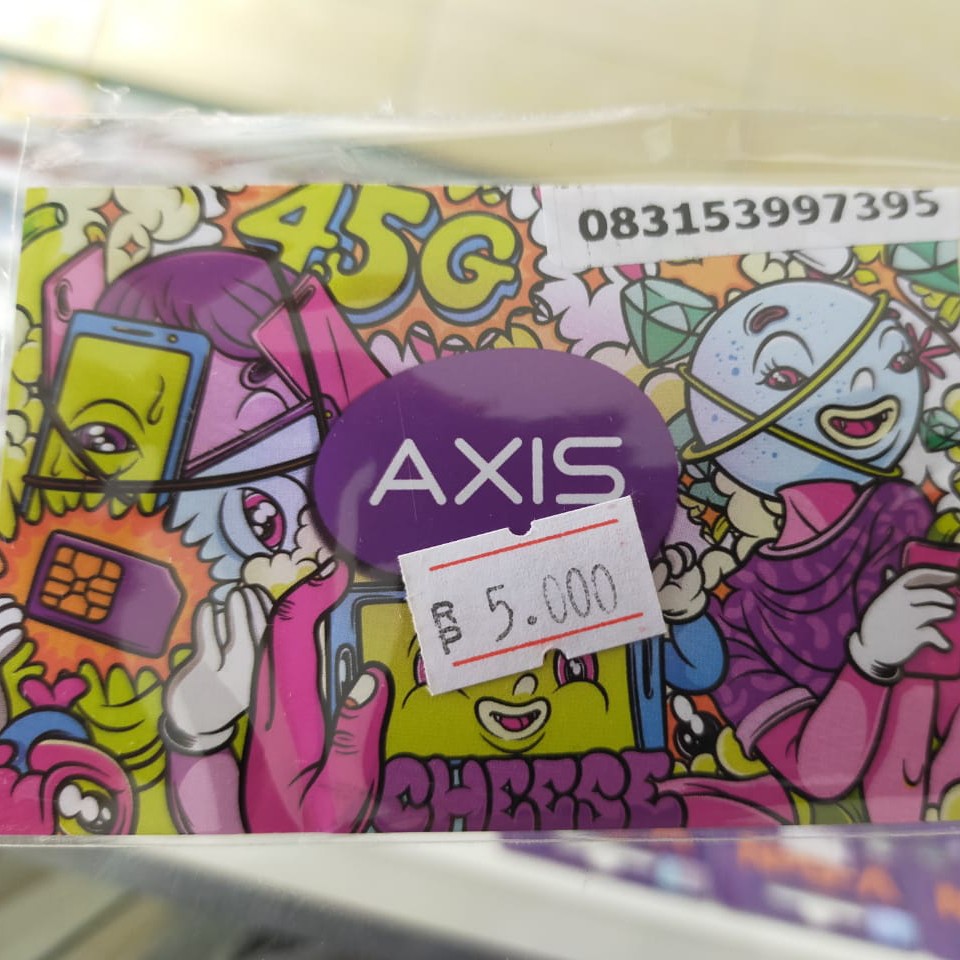 4.5G
083153997395
AXIS
RP 5.000
CHEESE